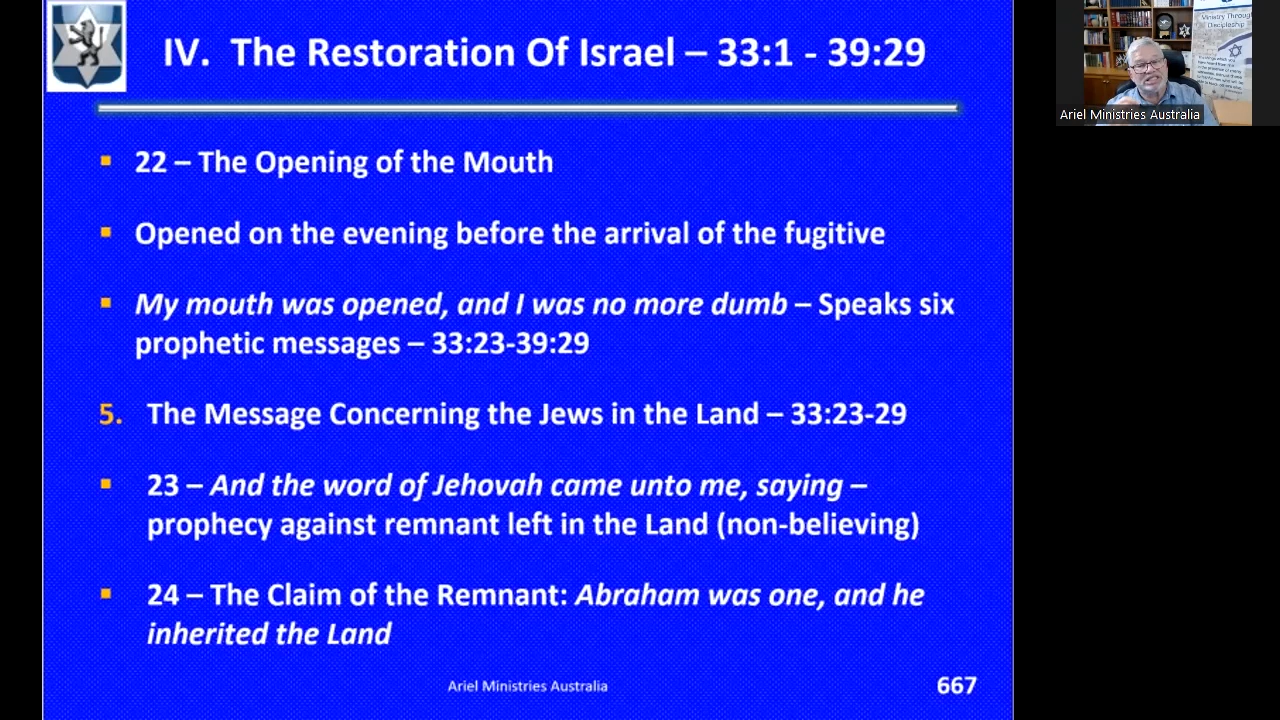 IV.  The Restoration Of Israel – 33:1 - 39:29
22 – The Opening of the Mouth
Opened on the evening before the arrival of the fugitive
My mouth was opened, and I was no more dumb – Speaks six
prophetic messages – 33:23-39:29
5. The Message Concerning the Jews in the Land – 33:23-29
23 – And the word of Jehovah came unto me, saying –
prophecy against remnant left in the Land (non-believing)
24 – The Claim of the Remnant: Abraham was one, and he
inherited the Land
Ariel Ministries Australia
667
Ministry Through
Discipleship
Ariel Ministries Australia